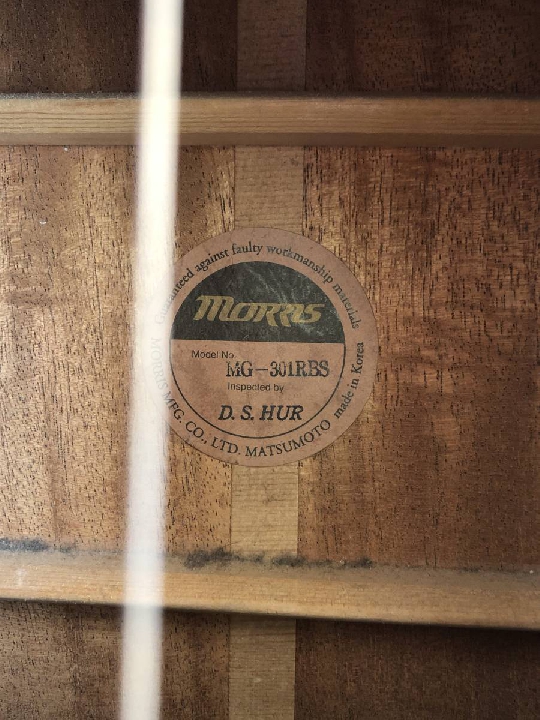 Guaranteed against faulty workmanship materials
MORRIS
Model No.
MG-301RBS
Inspected by
D. S. HUR
MORRIS MFG. CO., LTD. MATSUMOTO
made in Korea